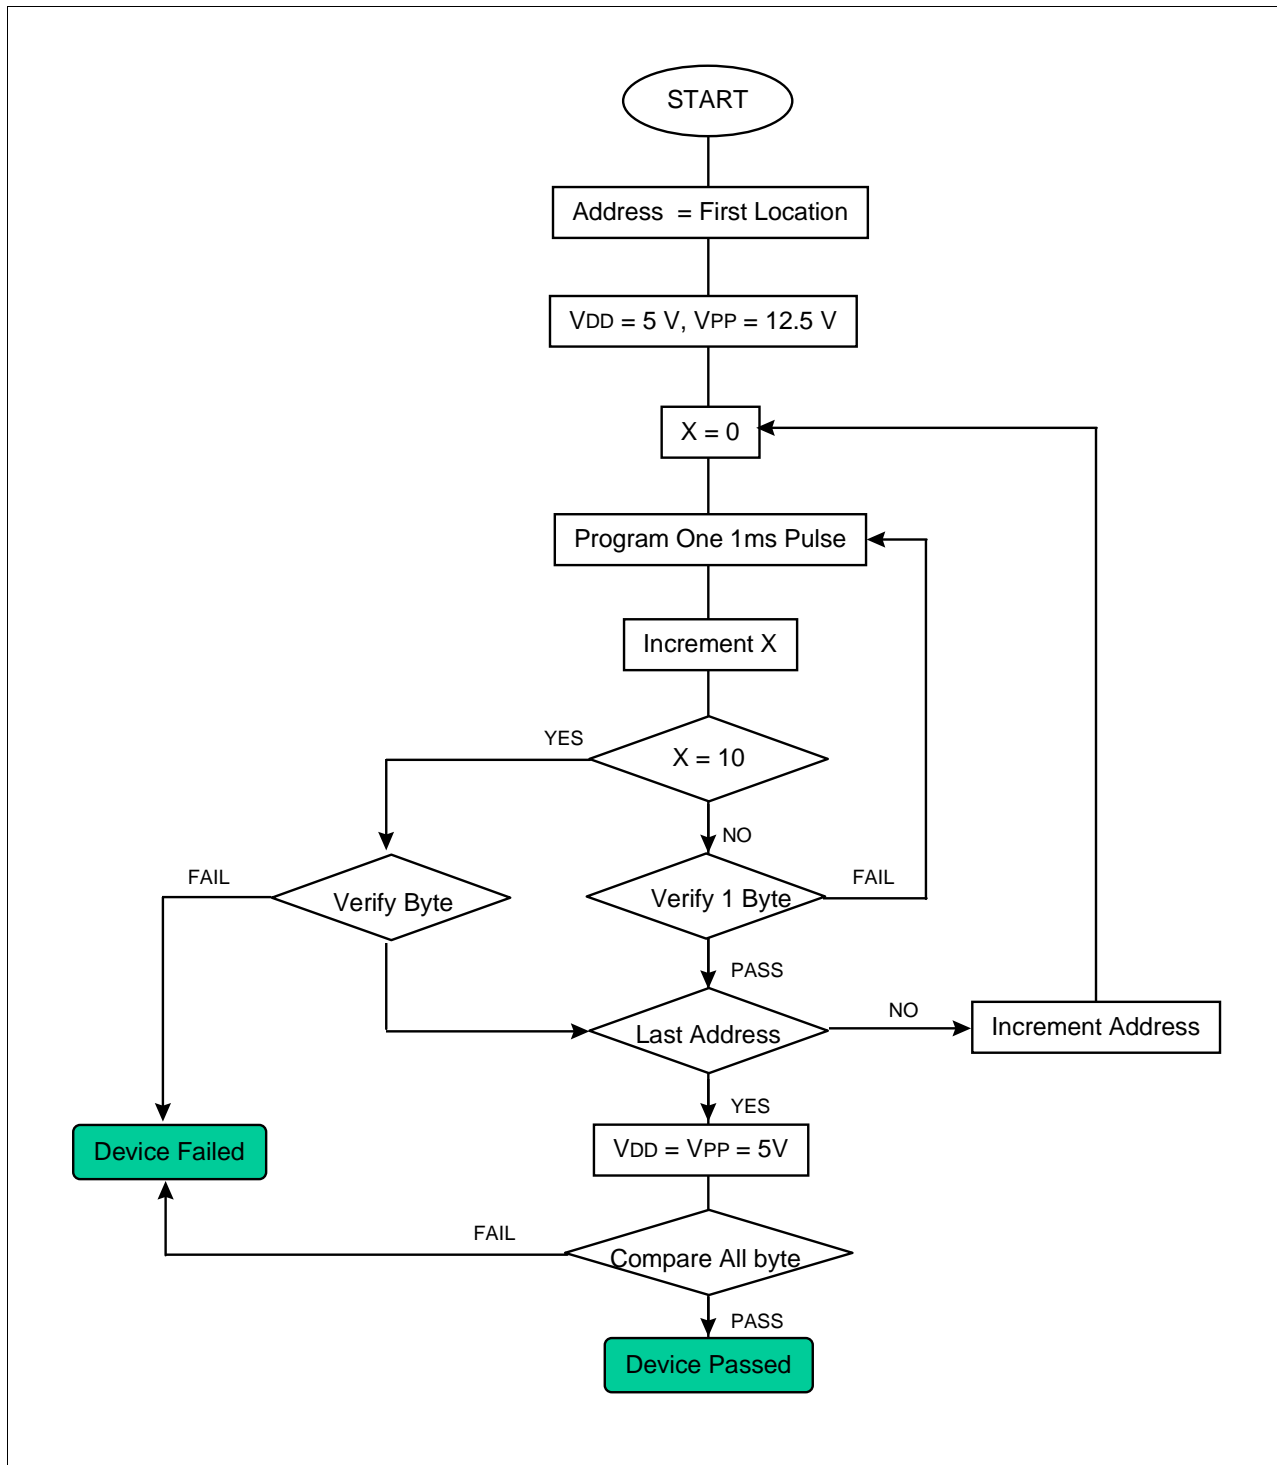 START
Address  = First Location
VDD = 5 V, VPP = 12.5 V
X = 0
Program One 1ms Pulse
Increment X
YES
X = 10
NO
FAIL
Verify Byte
Verify 1 Byte
FAIL
PASS
Last Address
NO
Increment Address
YES
Device Failed
VDD = VPP = 5V
FAIL
Compare All byte
PASS
Device Passed